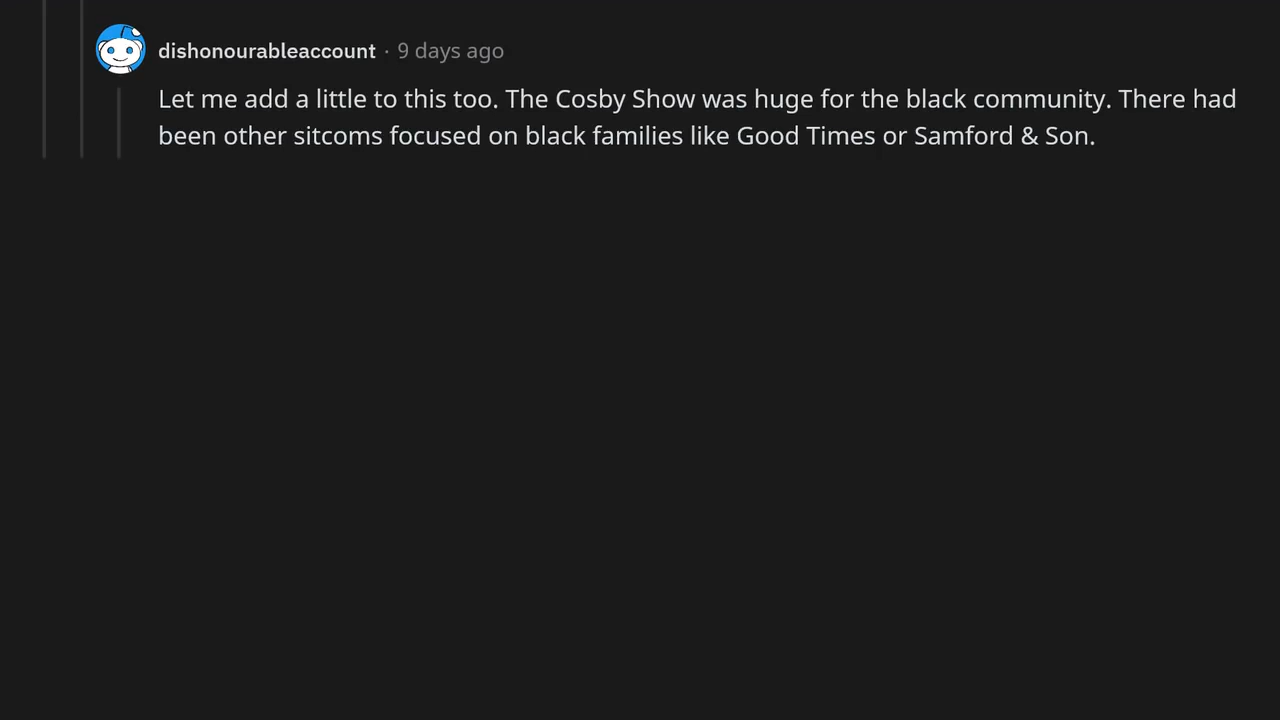 dishonourableaccount · 9 days ago
Let me add a little to this too. The Cosby Show was huge for the black community. There had
been other sitcoms focused on black families like Good Times or Samford & Son.